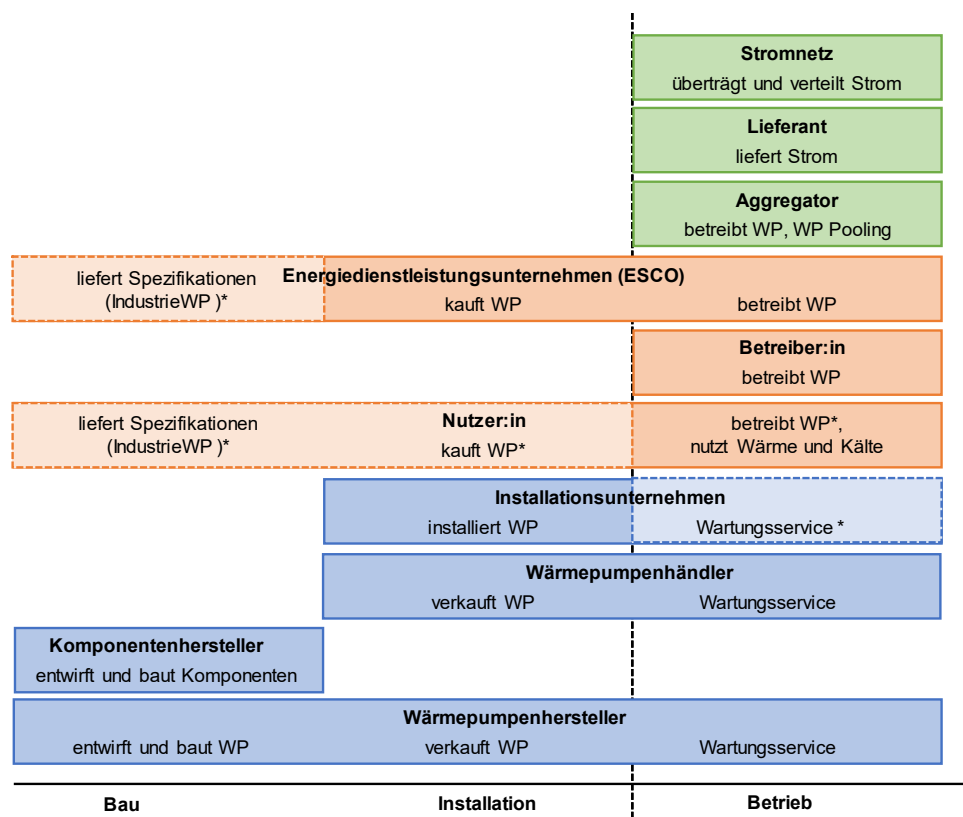 Stromnetz
überträgt und verteilt Strom
Lieferant
liefert Strom
Aggregator
betreibt WP, WP Pooling
Energiedienstleistungsunternehmen (ESCO)
liefert Spezifikationen
(IndustrieWP )*
kauft WP
betreibt WP
Betreiber:in
betreibt WP
liefert Spezifikationen
(IndustrieWP )*
Nutzer:in
kauft WP*
betreibt WP*,
nutzt Wärme und Kälte
Installationsunternehmen
installiert WP
Wartungsservice *
Wärmepumpenhändler
verkauft WP
Wartungsservice
Komponentenhersteller
entwirft und baut Komponenten
Wärmepumpenhersteller
entwirft und baut WP
verkauft WP
Wartungsservice
Bau
Installation
Betrieb